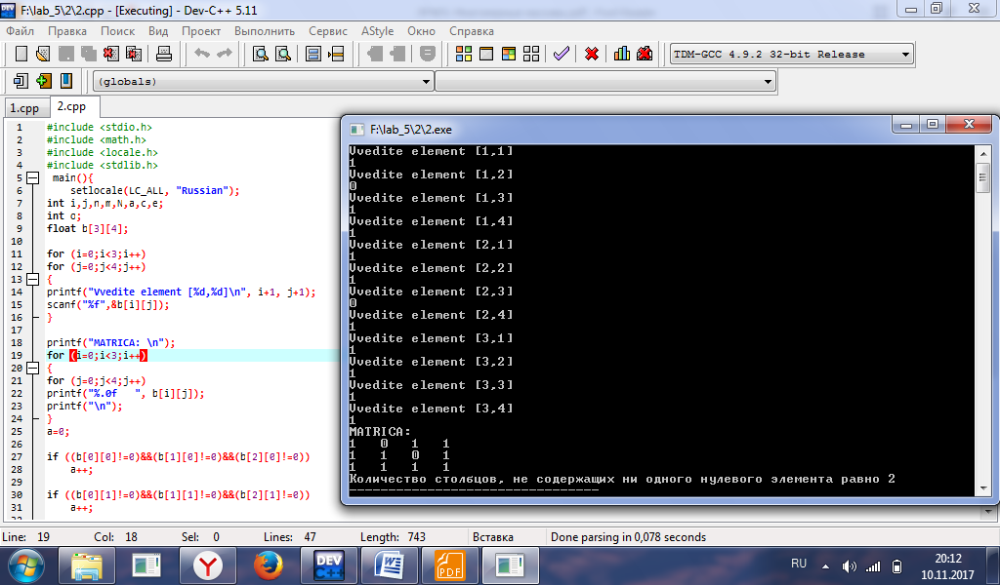 F:\lab_5\2\2.cpp - [Executing] - Dev-C++ 5.11
Файл Правка Поиск Вид Проект Выполнить Сервис AStyle Окно Справка
TDM-GCC 4.9.2 32-bit Release
(globals)
1.cpp 2.cpp
1 #include <stdio.h>
2 #include <math.h>
3 #include <locale.h>
4 #include <stdlib.h>
5 main(){
6 setlocale(LC_ALL, "Russian");
7 int i,j,n,m,N,a,c,e;
8 int o;
9 float b[3][4];
10
11 for (i=0;i<3;i++)
12 for (j=0;j<4;j++)
13 {
14 printf("Vvedite element [%d,%d]\n", i+1, j+1);
15 scanf("%f",&b[i][j]);
16 }
17
18 printf("MATRICA: \n");
19 for (i=0;i<3;i++)
20 {
21 for (j=0;j<4;j++)
22 printf("%.0f   ", b[i][j]);
23 printf("\n");
24 }
25 a=0;
26
27 if ((b[0][0]!=0)&&(b[1][0]!=0)&&(b[2][0]!=0))
28 a++;
29
30 if ((b[0][1]!=0)&&(b[1][1]!=0)&&(b[2][1]!=0))
31 a++;
F:\lab_5\2\2.exe
Vvedite element [1,1]
1
Vvedite element [1,2]
0
Vvedite element [1,3]
1
Vvedite element [1,4]
1
Vvedite element [2,1]
1
Vvedite element [2,2]
1
Vvedite element [2,3]
0
Vvedite element [2,4]
1
Vvedite element [3,1]
1
Vvedite element [3,2]
1
Vvedite element [3,3]
1
Vvedite element [3,4]
1
MATRICA:
1   0   1   1
1   1   0   1
1   1   1   1
Количество столбцов, не содержащих ни одного нулевого элемента равно 2
--------------------------------
Line: 19 Col: 18 Sel: 0 Lines: 47 Length: 743 Вставка Done parsing in 0,078 seconds
DEV
PDF
RU
20:12
10.11.2017